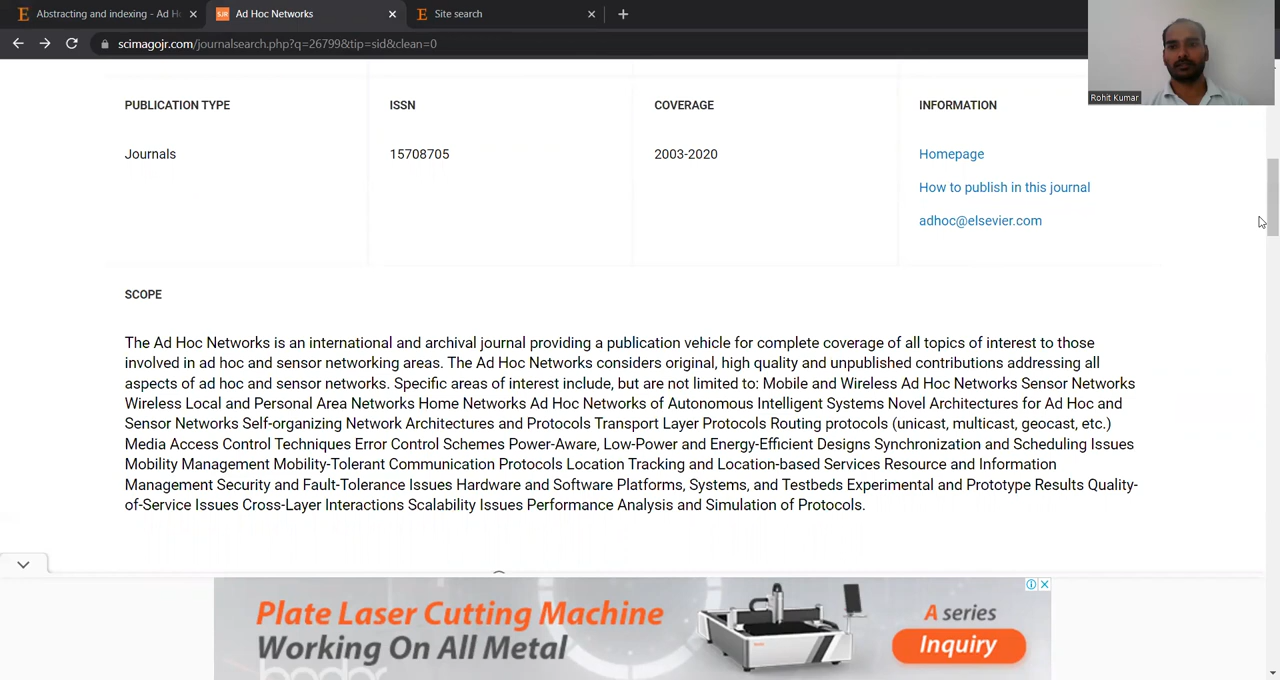 Abstracting and indexing - Ad H
Ad Hoc Networks
Site search
scimagojr.com/journalsearch.php?q=26799&tip=sid&clean=0
Rohit Kumar
PUBLICATION TYPE
ISSN
COVERAGE
INFORMATION
Journals
15708705
2003-2020
Homepage
How to publish in this journal
adhoc@elsevier.com
SCOPE
The Ad Hoc Networks is an international and archival journal providing a publication vehicle for complete coverage of all topics of interest to those
involved in ad hoc and sensor networking areas. The Ad Hoc Networks considers original, high quality and unpublished contributions addressing all
aspects of ad hoc and sensor networks. Specific areas of interest include, but are not limited to: Mobile and Wireless Ad Hoc Networks Sensor Networks
Wireless Local and Personal Area Networks Home Networks Ad Hoc Networks of Autonomous Intelligent Systems Novel Architectures for Ad Hoc and
Sensor Networks Self-organizing Network Architectures and Protocols Transport Layer Protocols Routing protocols (unicast, multicast, geocast, etc.)
Media Access Control Techniques Error Control Schemes Power-Aware, Low-Power and Energy-Efficient Designs Synchronization and Scheduling Issues
Mobility Management Mobility-Tolerant Communication Protocols Location Tracking and Location-based Services Resource and Information
Management Security and Fault-Tolerance Issues Hardware and Software Platforms, Systems, and Testbeds Experimental and Prototype Results Quality-
of-Service Issues Cross-Layer Interactions Scalability Issues Performance Analysis and Simulation of Protocols.
Plate Laser Cutting Machine
Working On All Metal
A series
Inquiry